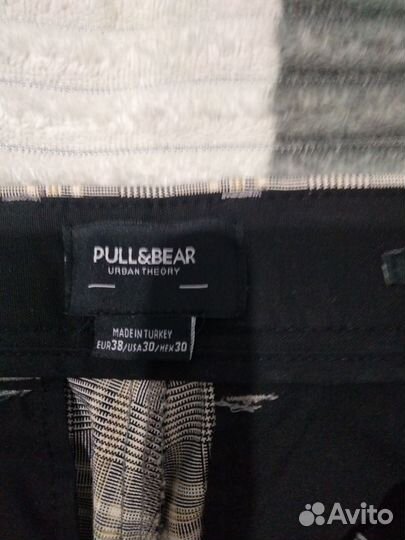 PULL&BEAR
URBAN THEORY
MADE IN TURKEY
EUR38/USA30/MEX30
Avito